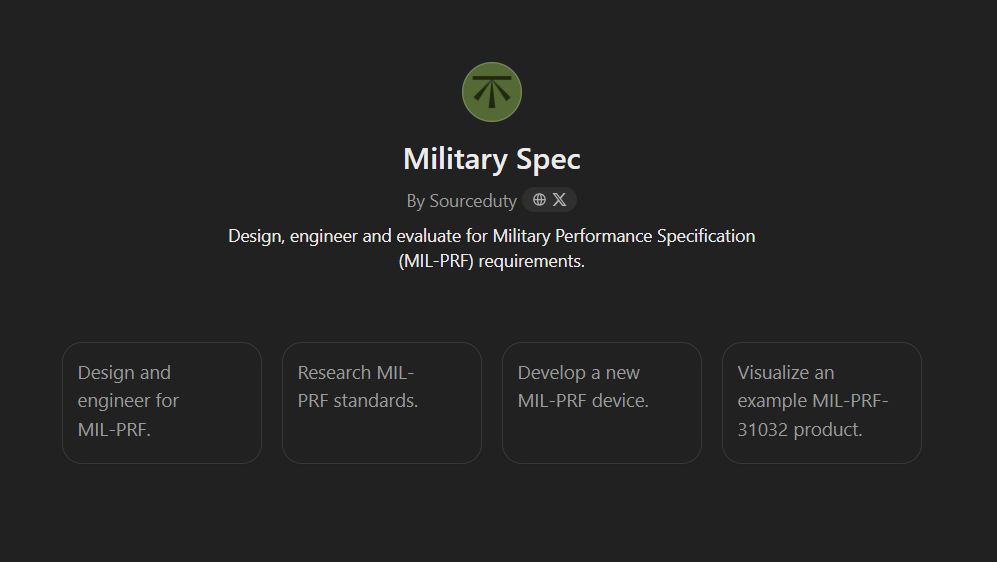 Military Spec
By Sourceduty
Design, engineer and evaluate for Military Performance Specification
(MIL-PRF) requirements.
Design and
engineer for
MIL-PRF.
Research MIL-
PRF standards.
Develop a new
MIL-PRF device.
Visualize an
example MIL-PRF-
31032 product.